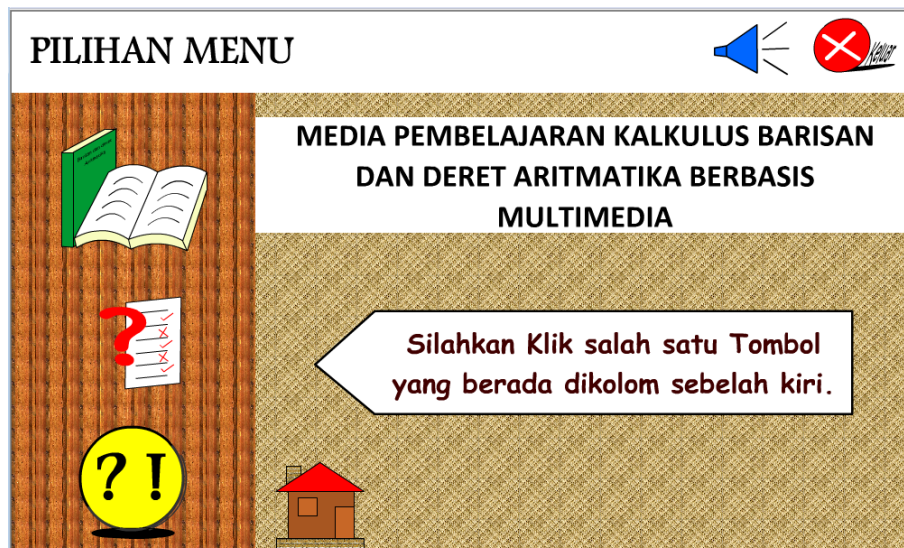 PILIHAN MENU
Keluar
MEDIA PEMBELAJARAN KALKULUS BARISAN
DAN DERET ARITMATIKA BERBASIS
MULTIMEDIA
Silahkan Klik salah satu Tombol
yang berada dikolom sebelah kiri.
? !